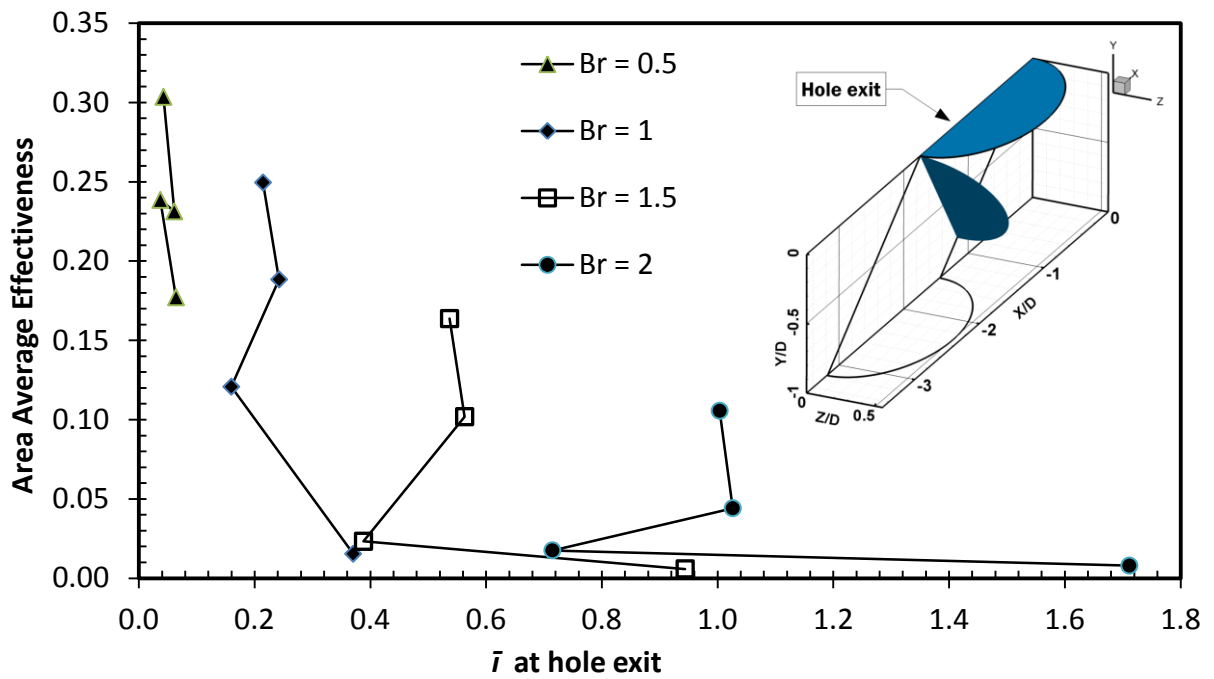 0.35
0.30
0.25
0.20
0.15
0.10
0.05
0.00
Area Average Effectiveness
0.0 0.2 0.4 0.6 0.8 1.0 1.2 1.4 1.6 1.8
ī at hole exit
Br = 0.5
Br = 1
Br = 1.5
Br = 2
Hole exit
Y
X
Z
0
-0.5
-1
Y/D
0
0.5
Z/D
-3
-2
-1
0
X/D